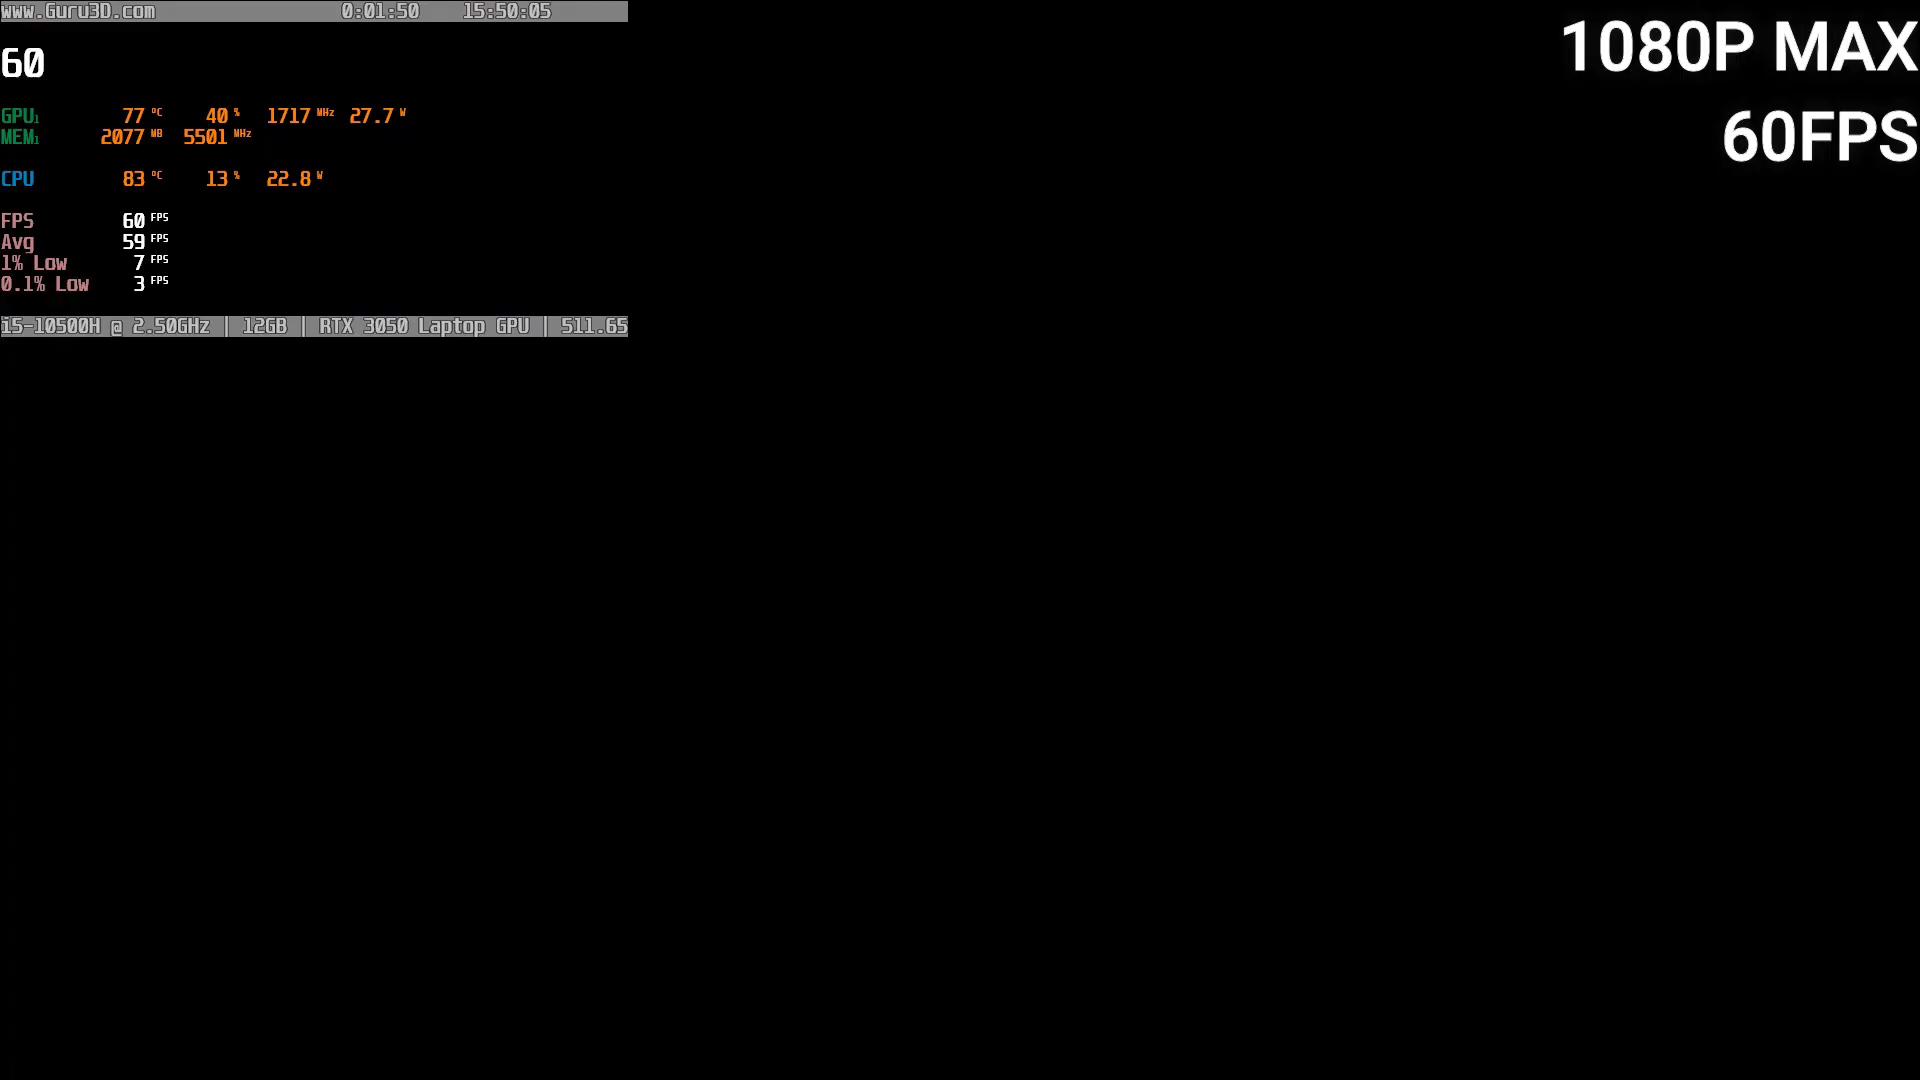 www.Guru3D.com 0:01:50 15:50:05
1080P MAX
60
60FPS
GPU1 77 °C 40 % 1717 MHz 27.7 W
MEM1 2077 MB 5501 MHz
CPU 83 °C 13 % 22.8 W
FPS 60 FPS
Avg 59 FPS
1% Low 7 FPS
0.1% Low 3 FPS
i5-10500H @ 2.50GHz | 12GB | RTX 3050 Laptop GPU | 511.65